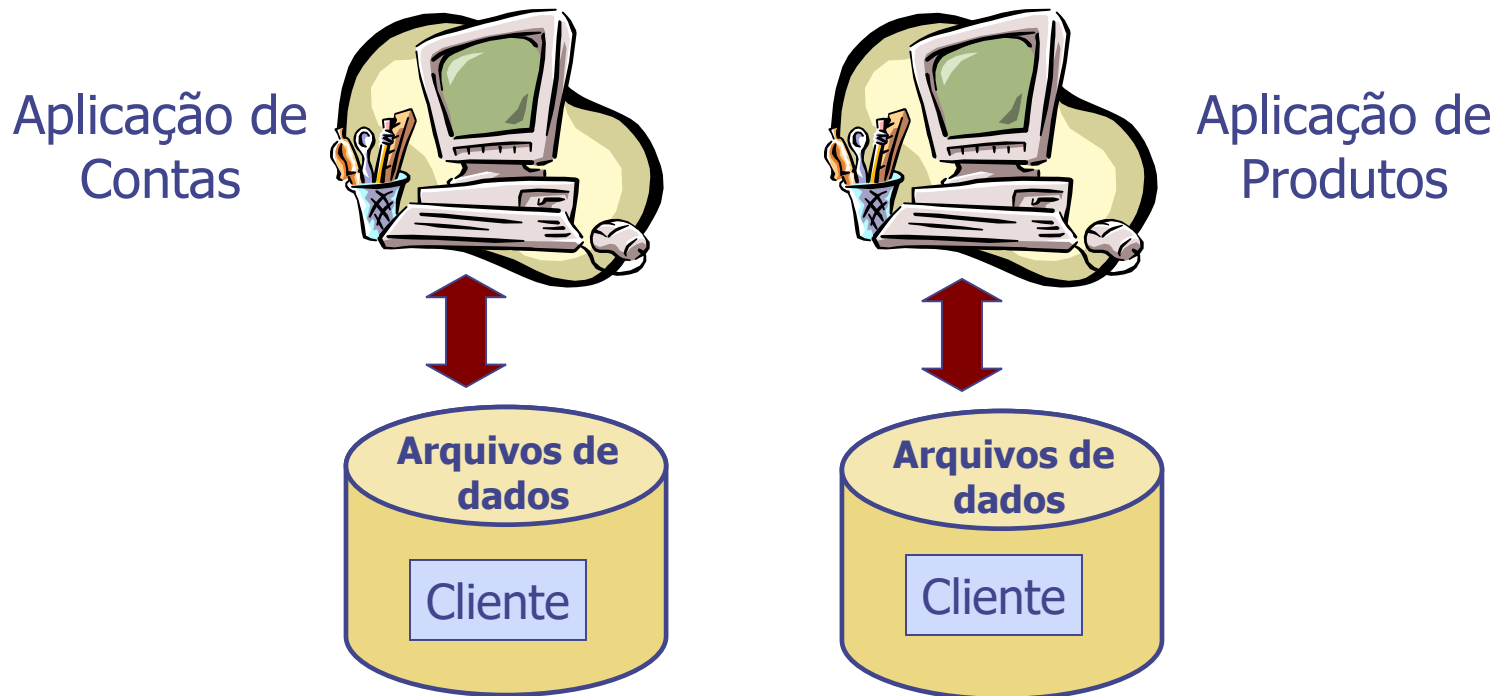 Aplicação de
Contas
Aplicação de
Produtos
Arquivos de
dados
Cliente
Arquivos de
dados
Cliente